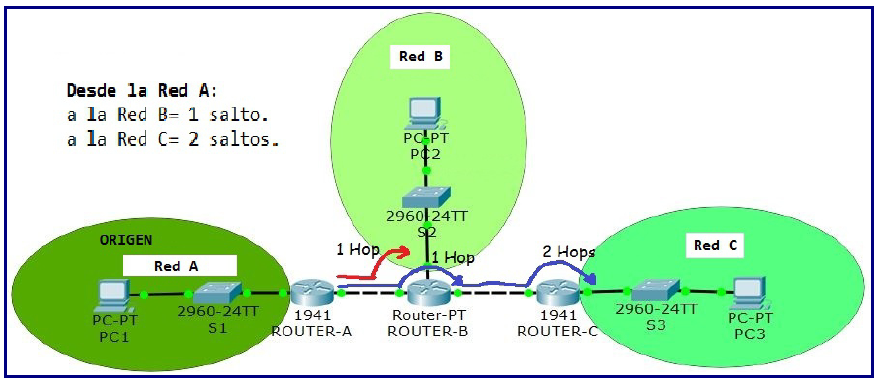 Desde la Red A:
a la Red B= 1 salto.
a la Red C= 2 saltos.
Red B
PC-PT
PC2
2960-24TT
S2
ORIGEN
Red A
PC-PT
PC1
2960-24TT
S1
1 Hop
1 Hop
2 Hops
1941
ROUTER-A
Router-PT
ROUTER-B
1941
ROUTER-C
Red C
2960-24TT
S3
PC-PT
PC3